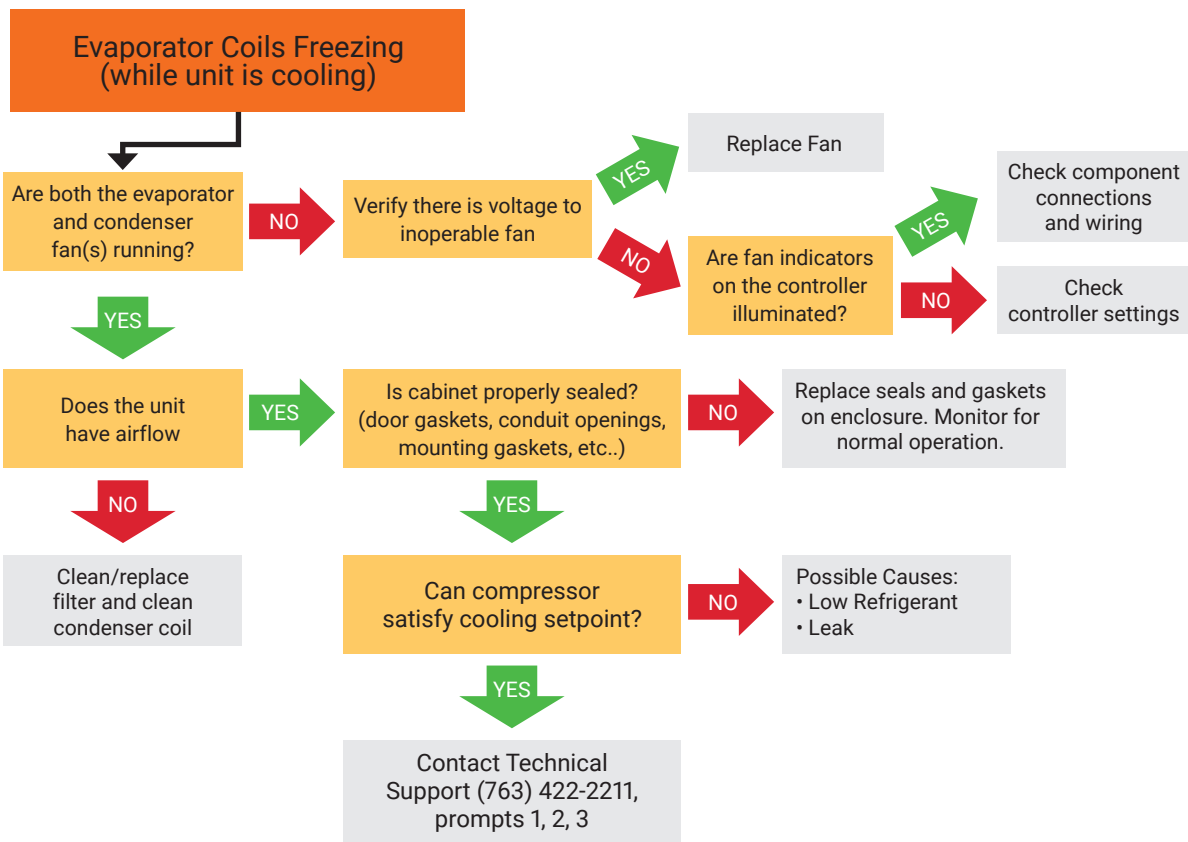 Evaporator Coils Freezing
(while unit is cooling)
Are both the evaporator
and condenser
fan(s) running?
NO
Verify there is voltage to
inoperable fan
YES
Replace Fan
NO
Are fan indicators
on the controller
illuminated?
YES
Check component
connections
and wiring
NO
Check
controller settings
YES
Does the unit
have airflow
YES
Is cabinet properly sealed?
(door gaskets, conduit openings,
mounting gaskets, etc..)
NO
Replace seals and gaskets
on enclosure. Monitor for
normal operation.
NO
Clean/replace
filter and clean
condenser coil
YES
Can compressor
satisfy cooling setpoint?
NO
Possible Causes:
• Low Refrigerant
• Leak
YES
Contact Technical
Support (763) 422-2211,
prompts 1, 2, 3